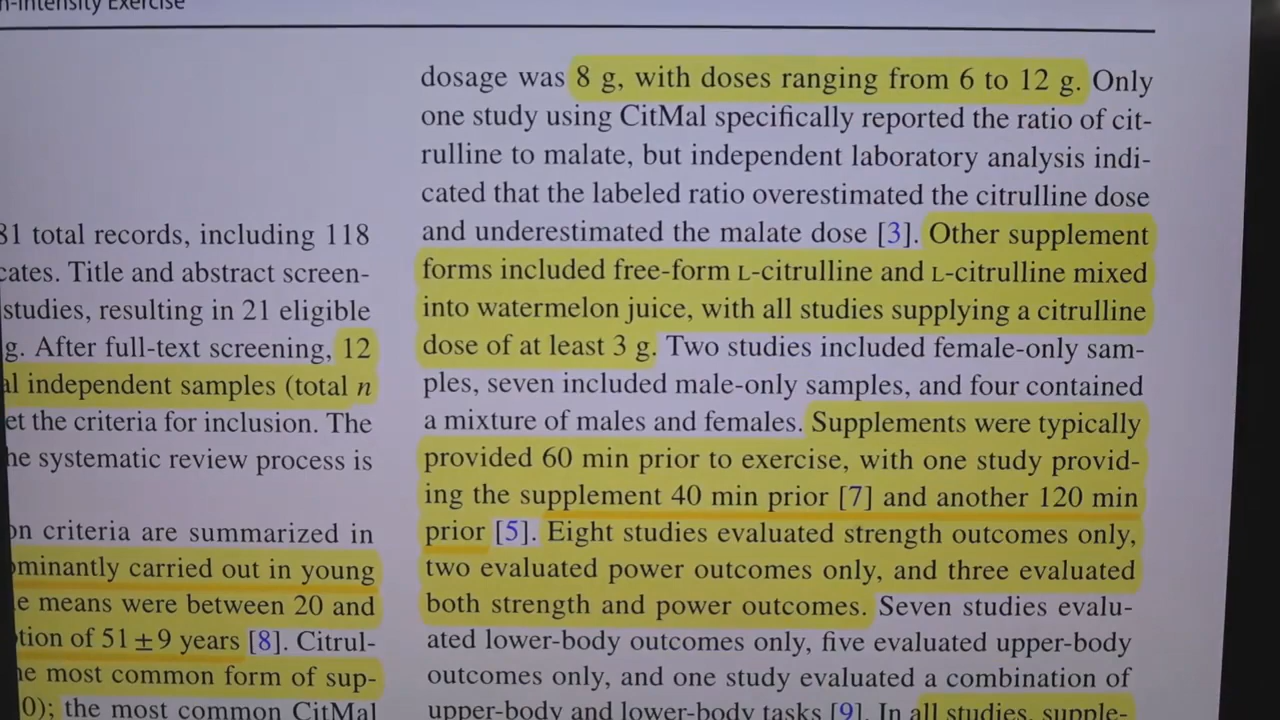 n-Intensity Exercise
81 total records, including 118
cates. Title and abstract screen-
studies, resulting in 21 eligible
g. After full-text screening, 12
al independent samples (total n
et the criteria for inclusion. The
he systematic review process is
on criteria are summarized in
ominantly carried out in young
e means were between 20 and
tion of 51 ± 9 years [8]. Citrul-
he most common form of sup-
0); the most common CitMal
dosage was 8 g, with doses ranging from 6 to 12 g. Only
one study using CitMal specifically reported the ratio of cit-
rulline to malate, but independent laboratory analysis indi-
cated that the labeled ratio overestimated the citrulline dose
and underestimated the malate dose [3]. Other supplement
forms included free-form L-citrulline and L-citrulline mixed
into watermelon juice, with all studies supplying a citrulline
dose of at least 3 g. Two studies included female-only sam-
ples, seven included male-only samples, and four contained
a mixture of males and females. Supplements were typically
provided 60 min prior to exercise, with one study provid-
ing the supplement 40 min prior [7] and another 120 min
prior [5]. Eight studies evaluated strength outcomes only,
two evaluated power outcomes only, and three evaluated
both strength and power outcomes. Seven studies evalu-
ated lower-body outcomes only, five evaluated upper-body
outcomes only, and one study evaluated a combination of
upper-body and lower-body tasks [9]. In all studies, supple-